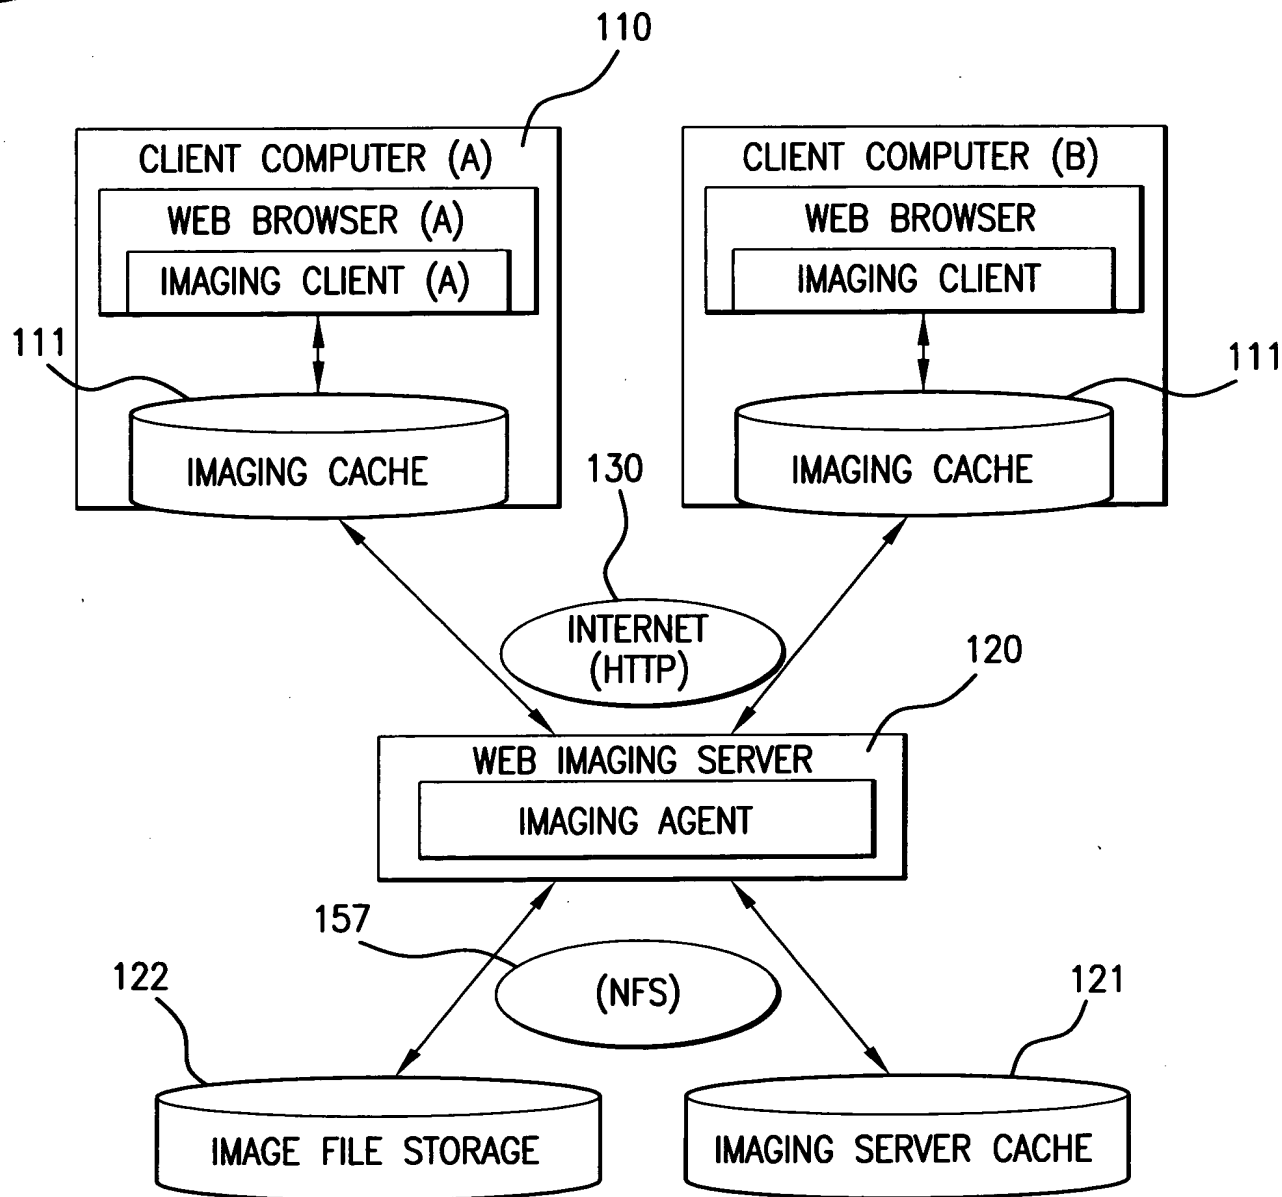 110
CLIENT COMPUTER (A)
WEB BROWSER (A)
IMAGING CLIENT (A)
111
IMAGING CACHE
CLIENT COMPUTER (B)
WEB BROWSER
IMAGING CLIENT
111
IMAGING CACHE
130
INTERNET
(HTTP)
120
WEB IMAGING SERVER
IMAGING AGENT
157
(NFS)
122
IMAGE FILE STORAGE
121
IMAGING SERVER CACHE